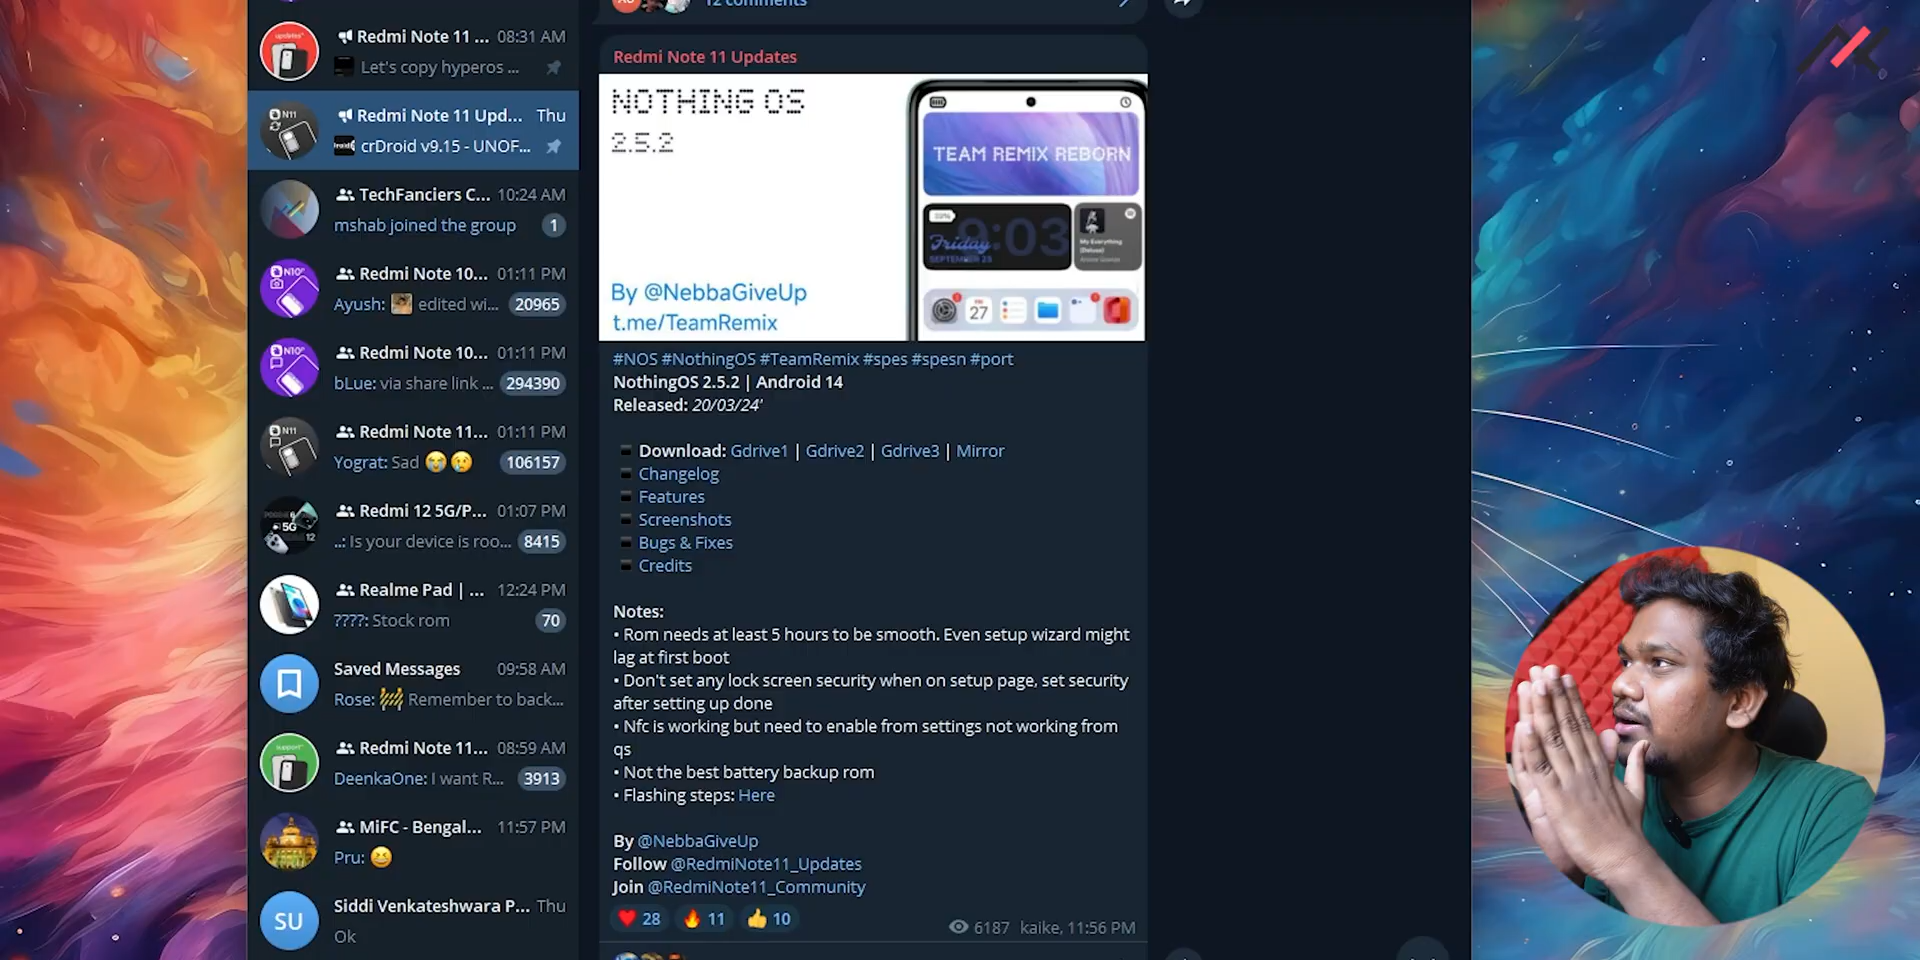 Redmi Note 11 ... 08:31 AM
Let's copy hyperos ...
Redmi Note 11 Upd... Thu
crDroid v9.15 - UNOF...
TechFanciers C... 10:24 AM
mshab joined the group 1
Redmi Note 10... 01:11 PM
Ayush: edited wi... 20965
Redmi Note 10... 01:11 PM
bLue: via share link ... 294390
Redmi Note 11... 01:11 PM
Yograt: Sad 😭😢 106157
Redmi 12 5G/P... 01:07 PM
..: Is your device is roo... 8415
Realme Pad | ... 12:24 PM
????: Stock rom 70
Saved Messages 09:58 AM
Rose: 🚧 Remember to back...
Redmi Note 11... 08:59 AM
DeenkaOne: I want R... 3913
MiFC - Bengal... 11:57 PM
Pru: 😆
SU
Siddi Venkateshwara P... Thu
Ok
12 comments
Redmi Note 11 Updates
NOTHING OS
2.5.2
By @NebbaGiveUp
t.me/TeamRemix
TEAM REMIX REBORN
9:03
Friday
SEPTEMBER 23
My Everything
27
#NOS #NothingOS #TeamRemix #spes #spesn #port
NothingOS 2.5.2 | Android 14
Released: 20/03/24'
Download: Gdrive1 | Gdrive2 | Gdrive3 | Mirror
Changelog
Features
Screenshots
Bugs & Fixes
Credits
Notes:
• Rom needs at least 5 hours to be smooth. Even setup wizard might
lag at first boot
• Don't set any lock screen security when on setup page, set security
after setting up done
• Nfc is working but need to enable from settings not working from
qs
• Not the best battery backup rom
• Flashing steps: Here
By @NebbaGiveUp
Follow @RedmiNote11_Updates
Join @RedmiNote11_Community
❤️ 28 🔥 11 👍 10
6187 kaike, 11:56 PM